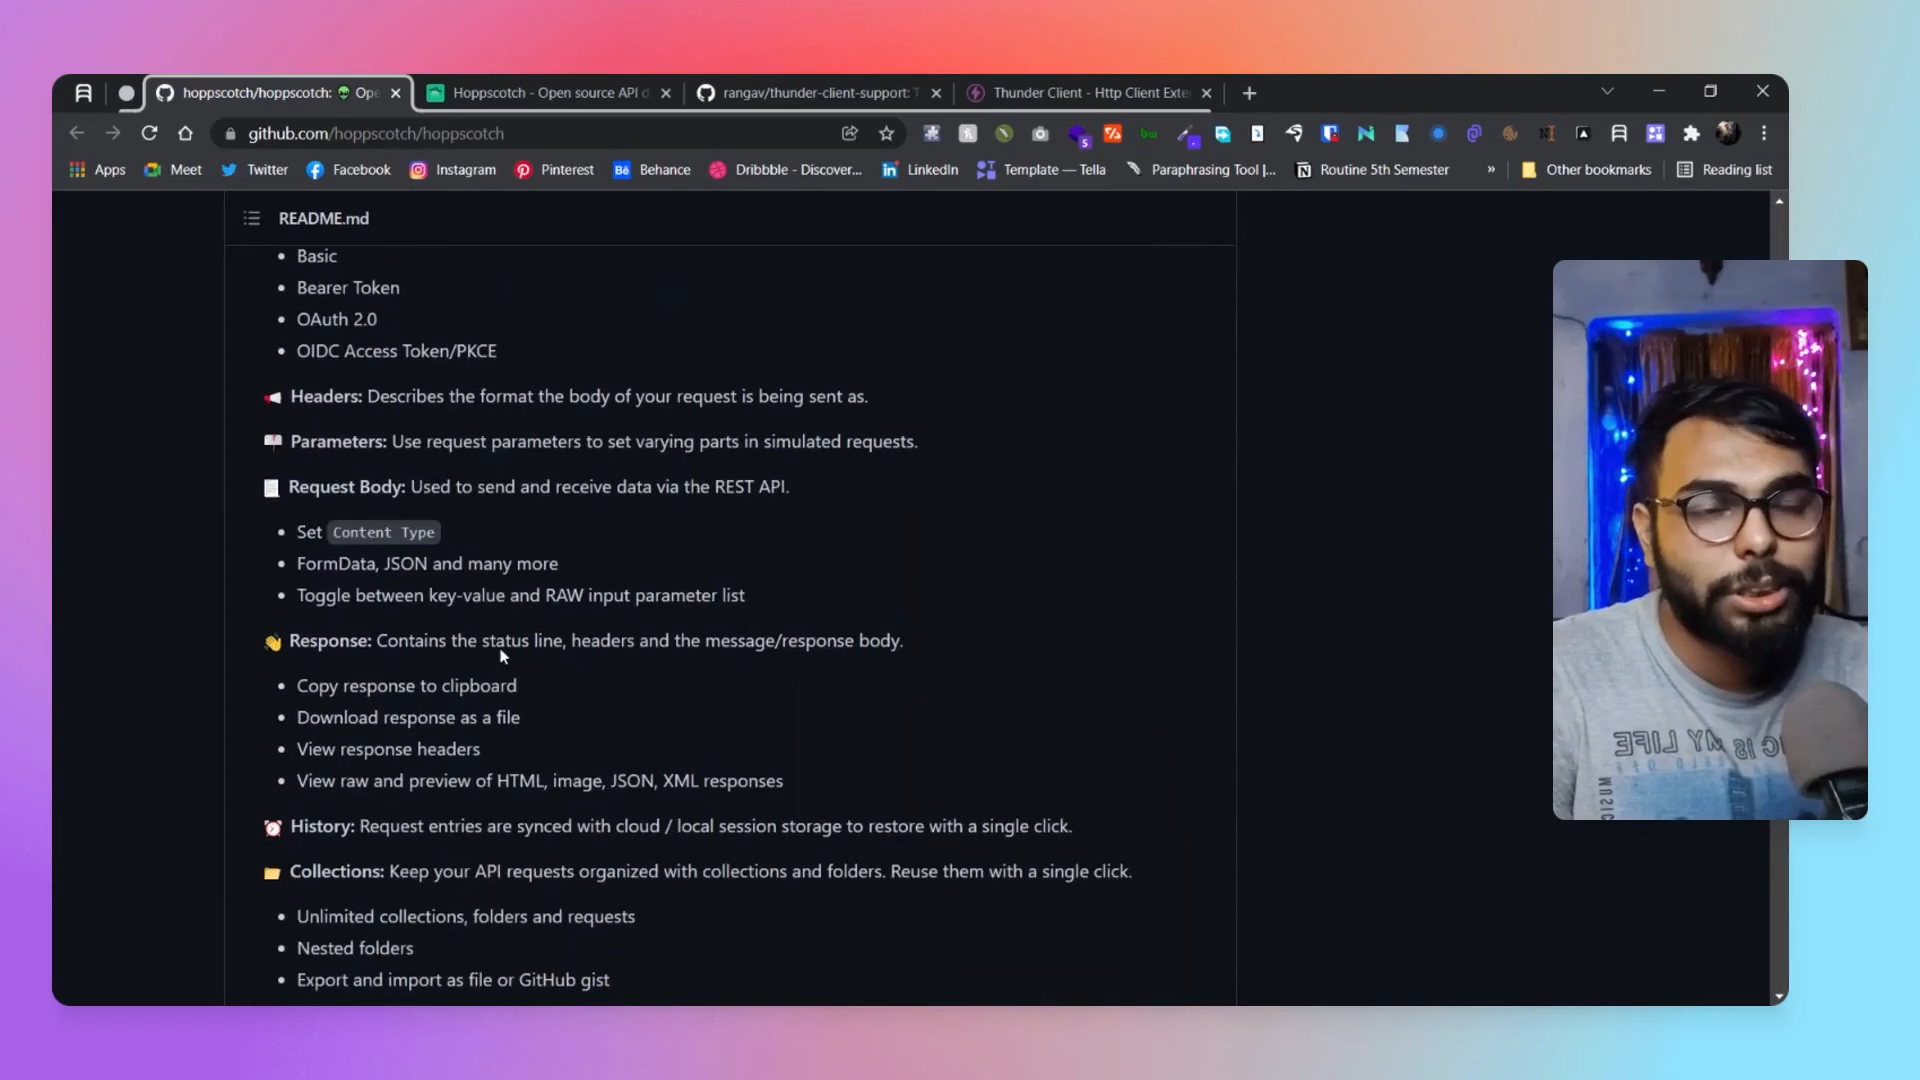 hoppscotch/hoppscotch: 👽 Ope
Hoppscotch - Open source API d
rangav/thunder-client-support: T
Thunder Client - Http Client Exte
github.com/hoppscotch/hoppscotch
5
Apps
Meet
Twitter
Facebook
Instagram
Pinterest
Behance
Dribbble - Discover...
LinkedIn
Template — Tella
Paraphrasing Tool |...
Routine 5th Semester
»
Other bookmarks
Reading list
README.md
• Basic
• Bearer Token
• OAuth 2.0
• OIDC Access Token/PKCE
📢 Headers: Describes the format the body of your request is being sent as.
Parameters: Use request parameters to set varying parts in simulated requests.
📃 Request Body: Used to send and receive data via the REST API.
• Set Content Type
• FormData, JSON and many more
• Toggle between key-value and RAW input parameter list
👋 Response: Contains the status line, headers and the message/response body.
• Copy response to clipboard
• Download response as a file
• View response headers
• View raw and preview of HTML, image, JSON, XML responses
⏰ History: Request entries are synced with cloud / local session storage to restore with a single click.
📁 Collections: Keep your API requests organized with collections and folders. Reuse them with a single click.
• Unlimited collections, folders and requests
• Nested folders
• Export and import as file or GitHub gist
IC IS MY LIFE
MUSIC